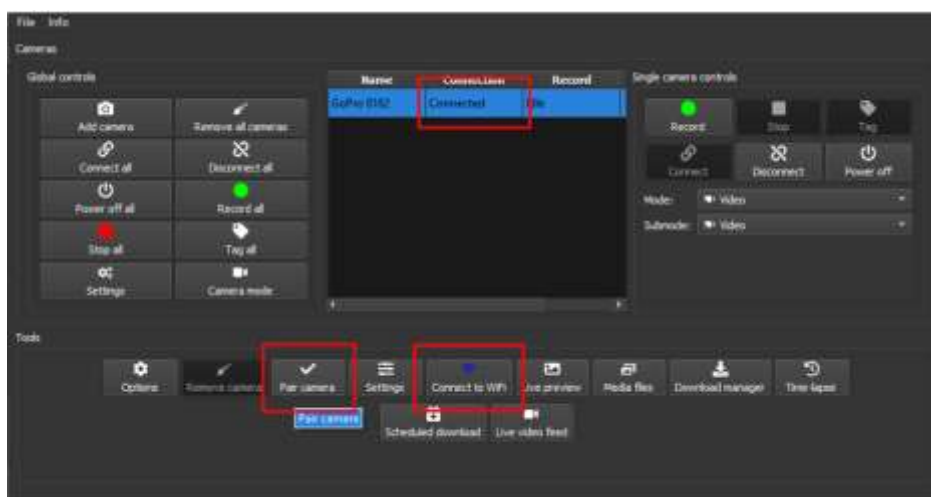 File Info
Cameras
Global controls
Add camera
Remove all cameras
Connect all
Disconnect all
Power off all
Record all
Stop all
Tag all
Settings
Camera mode
Name Connection Record
GoPro 8162 Connected Idle
Single camera controls
Record Stop Tag
Connect Disconnect Power off
Mode: Video
Submode: Video
Tools
Options Remove camera Pair camera Settings Connect to WiFi Live preview Media files Download manager Time-lapse
Pair camera
Scheduled download Live video feed